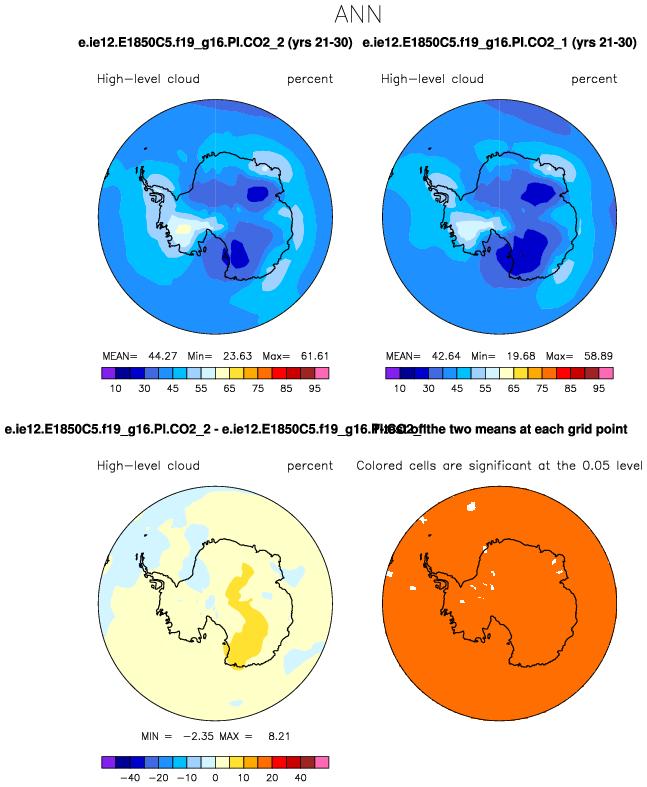 ANN
e.ie12.E1850C5.f19_g16.PI.CO2_2 (yrs 21-30) e.ie12.E1850C5.f19_g16.PI.CO2_1 (yrs 21-30)
High-level cloud percent High-level cloud percent
MEAN= 44.27 Min= 23.63 Max= 61.61 MEAN= 42.64 Min= 19.68 Max= 58.89
10 30 45 55 65 75 85 95 10 30 45 55 65 75 85 95
e.ie12.E1850C5.f19_g16.PI.CO2_2 - e.ie12.E1850C5.f19_g16.PI.CO2_1 of the two means at each grid point
High-level cloud percent Colored cells are significant at the 0.05 level
MIN = -2.35 MAX = 8.21
-40 -20 -10 0 10 20 40